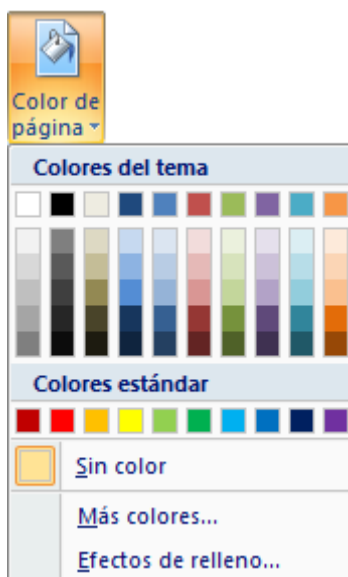 Color de
página
Colores del tema
Colores estándar
Sin color
Más colores...
Efectos de relleno...